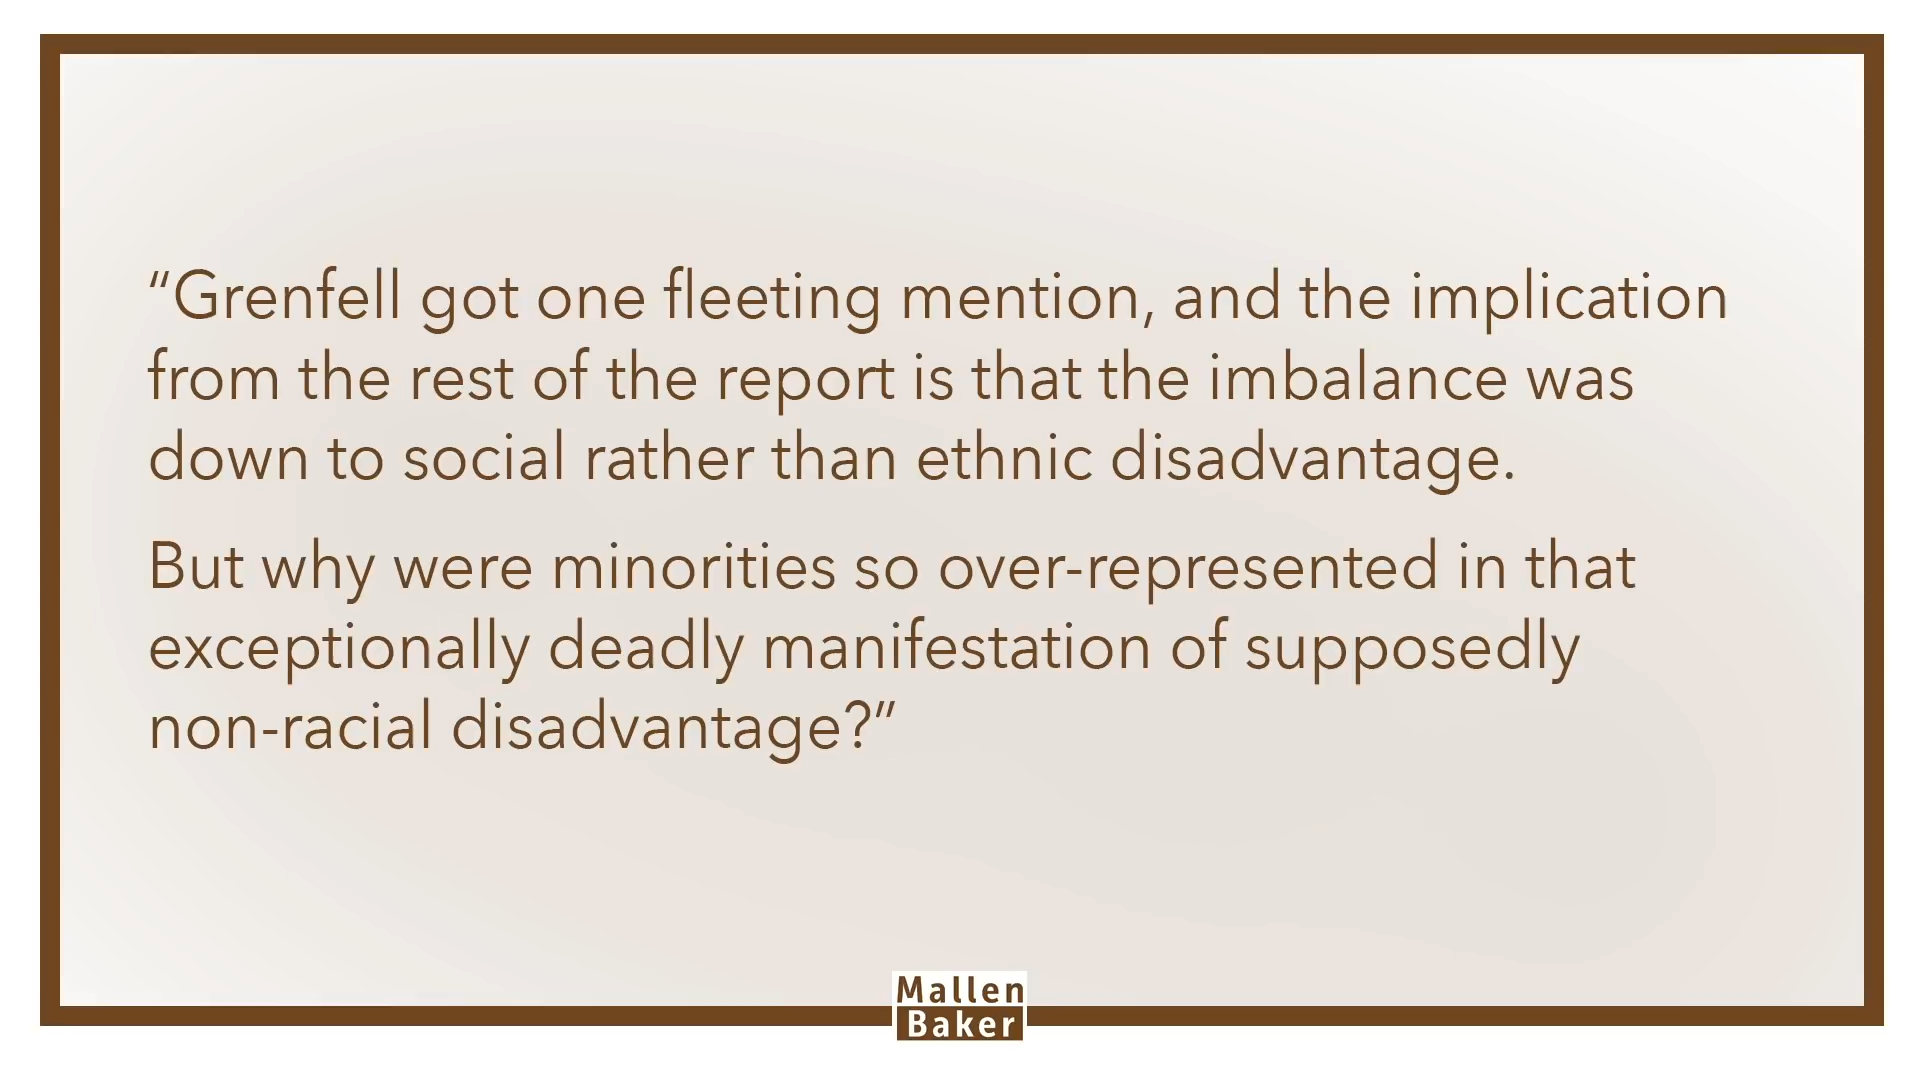 “Grenfell got one fleeting mention, and the implication
from the rest of the report is that the imbalance was
down to social rather than ethnic disadvantage.
But why were minorities so over-represented in that
exceptionally deadly manifestation of supposedly
non-racial disadvantage?”
Mallen
Baker